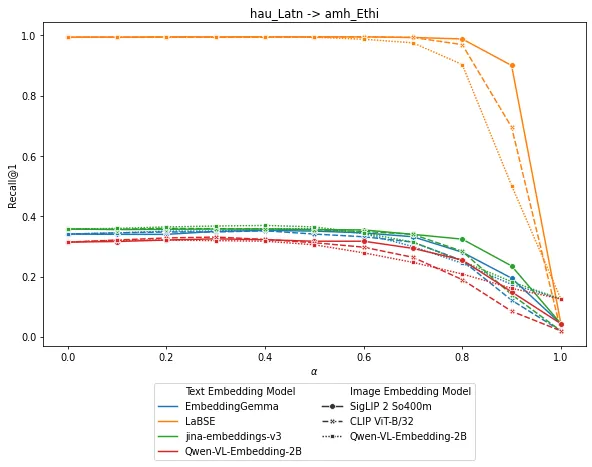 hau_Latn -> amh_Ethi
1.0
0.8
0.6
0.4
0.2
0.0
Recall@1
0.0 0.2 0.4 0.6 0.8 1.0
α
Text Embedding Model Image Embedding Model
EmbeddingGemma SigLIP 2 So400m
LaBSE CLIP ViT-B/32
jina-embeddings-v3 Qwen-VL-Embedding-2B
Qwen-VL-Embedding-2B